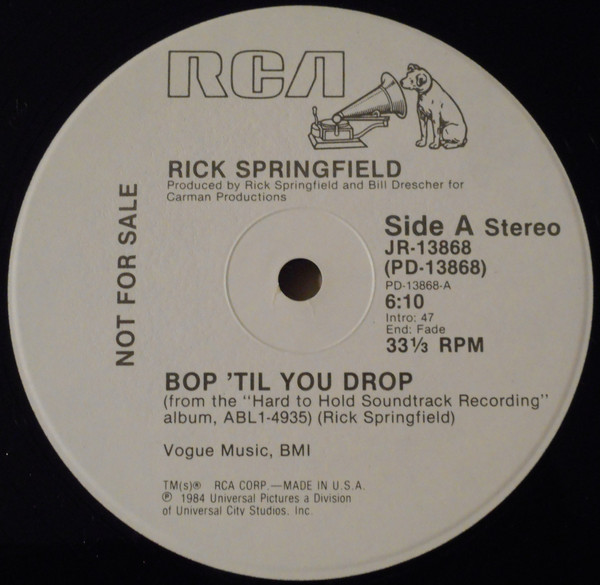 RCA
RICK SPRINGFIELD
Produced by Rick Springfield and Bill Drescher for
Carman Productions
NOT FOR SALE
Side A Stereo
JR-13868
(PD-13868)
PD-13868-A
6:10
Intro: 47
End: Fade
33⅓ RPM
BOP 'TIL YOU DROP
(from the "Hard to Hold Soundtrack Recording"
album, ABL1-4935) (Rick Springfield)
Vogue Music, BMI
TM(s)® RCA CORP.—MADE IN U.S.A.
℗ 1984 Universal Pictures a Division
of Universal City Studios. Inc.